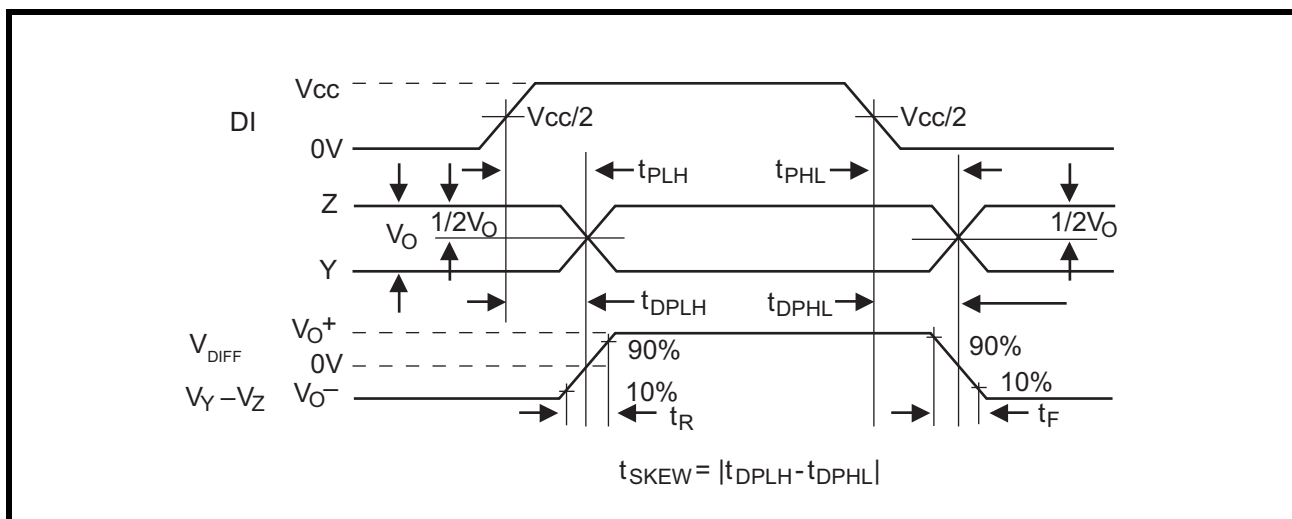 Vcc
DI
Vcc/2
Vcc/2
0V
tPLH
tPHL
Z
VO
1/2VO
1/2VO
Y
tDPLH
tDPHL
VO+
VDIFF
0V
90%
90%
VY –VZ
VO–
10%
10%
tR
tF
tSKEW = |tDPLH - tDPHL|